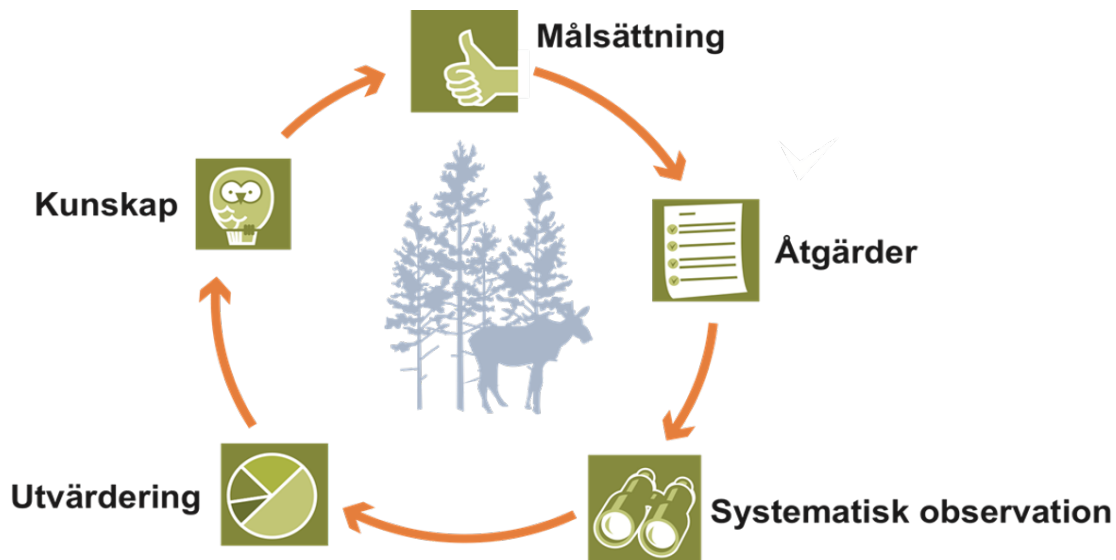 Målsättning
Åtgärder
Systematisk observation
Utvärdering
Kunskap